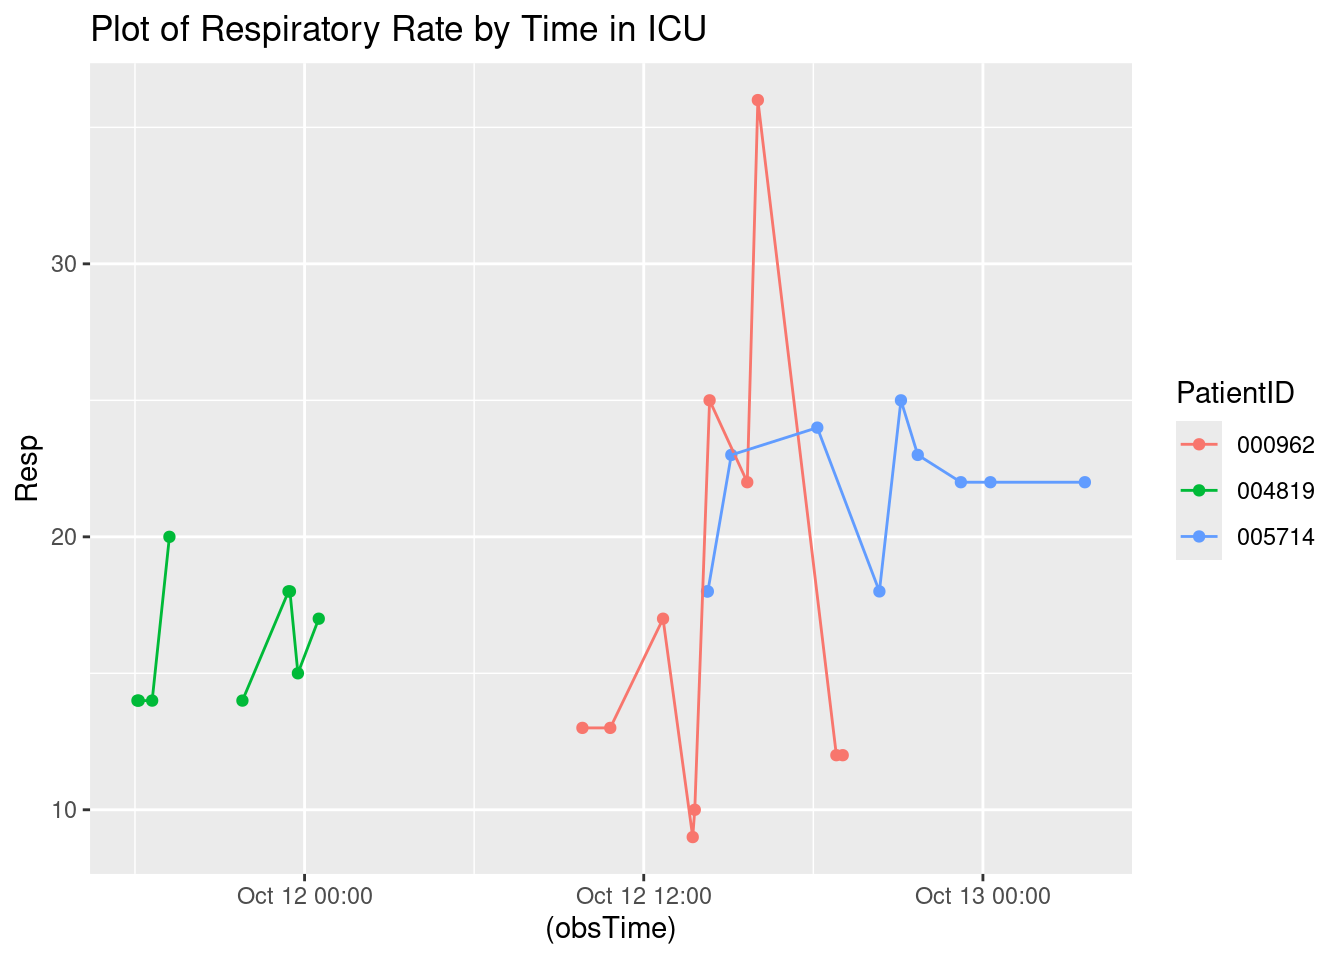 Plot of Respiratory Rate by Time in ICU
Resp
30
20
10
Oct 12 00:00
Oct 12 12:00
Oct 13 00:00
(obsTime)
PatientID
000962
004819
005714